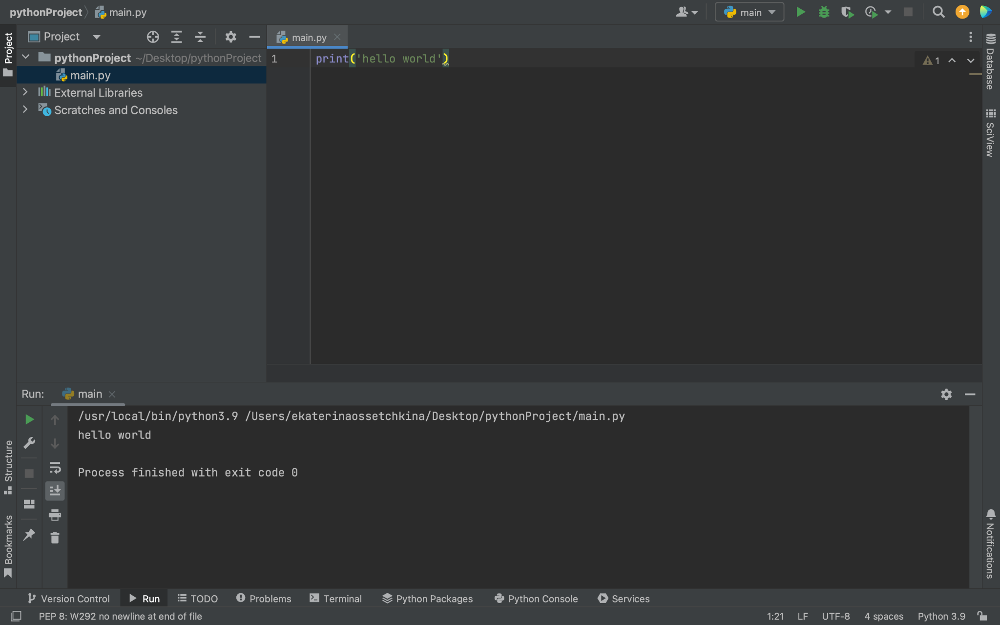 pythonProject main.py
main
Project
main.py
Project
pythonProject ~/Desktop/pythonProject
main.py
External Libraries
Scratches and Consoles
1
print('hello world')
1
Database
SciView
Run: main
/usr/local/bin/python3.9 /Users/ekaterinaossetchkina/Desktop/pythonProject/main.py
hello world
Process finished with exit code 0
Structure
Bookmarks
Notifications
Version Control Run TODO Problems Terminal Python Packages Python Console Services
PEP 8: W292 no newline at end of file 1:21 LF UTF-8 4 spaces Python 3.9